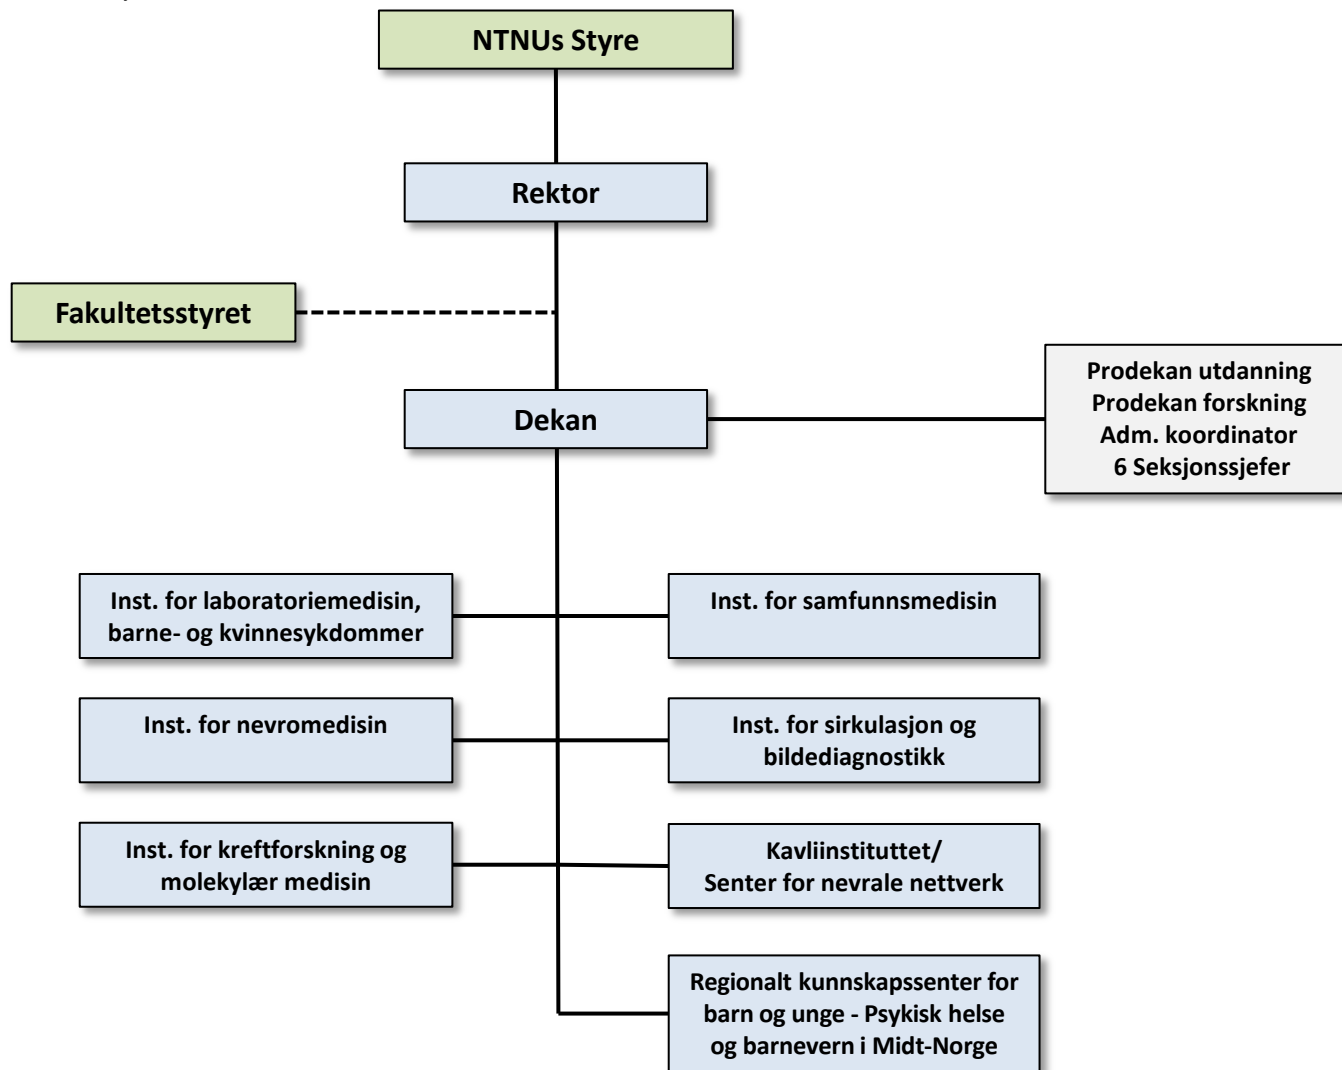 NTNUs Styre
Rektor
Fakultetsstyret
Prodekan utdanning
Prodekan forskning
Adm. koordinator
6 Seksjonssjefer
Dekan
Inst. for laboratoriemedisin,
barne- og kvinnesykdommer
Inst. for samfunnsmedisin
Inst. for nevromedisin
Inst. for sirkulasjon og
bildediagnostikk
Inst. for kreftforskning og
molekylær medisin
Kavliinstituttet/
Senter for nevrale nettverk
Regionalt kunnskapssenter for
barn og unge - Psykisk helse
og barnevern i Midt-Norge